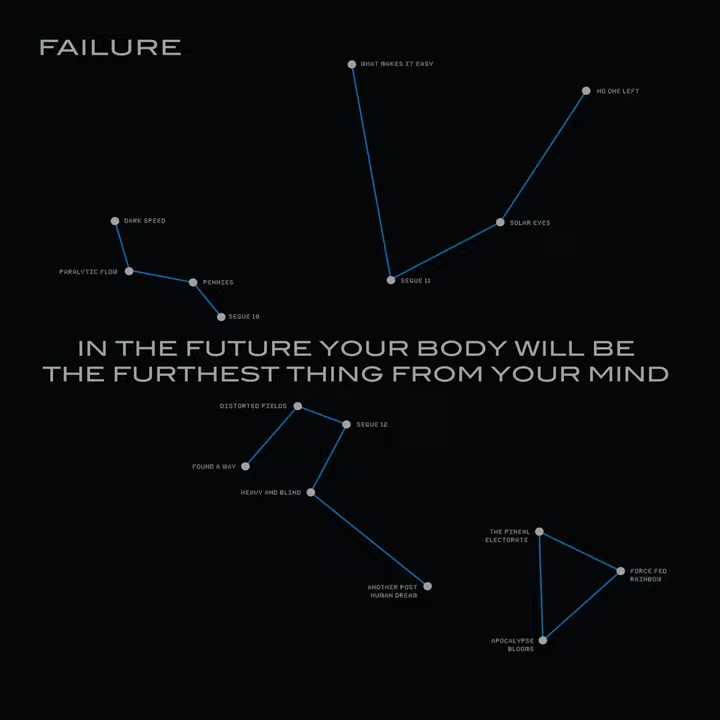 FAILURE
WHAT MAKES IT EASY
NO ONE LEFT
DARK SPEED
SOLAR EYES
PARALYTIC FLOW
PENNIES
SEGUE 11
SEGUE 10
IN THE FUTURE YOUR BODY WILL BE
THE FURTHEST THING FROM YOUR MIND
DISTORTED FIELDS
SEGUE 12
FOUND A WAY
HEAVY AND BLIND
THE PINEAL
ELECTORATE
FORCE FED
RAINBOW
ANOTHER POST
HUMAN DREAM
APOCALYPSE
BLOOMS